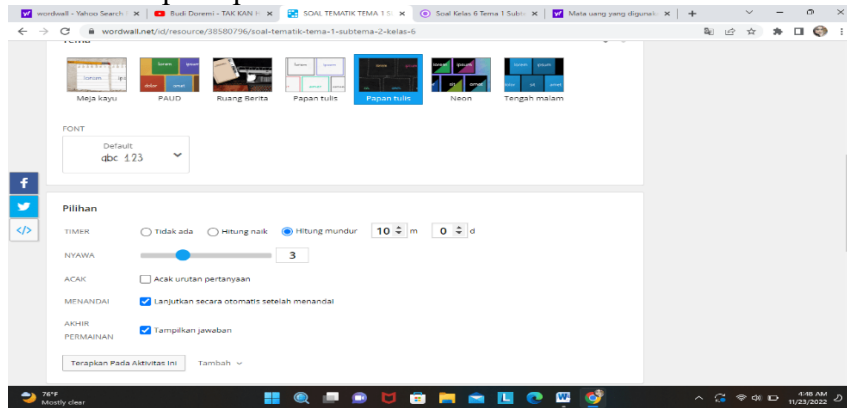 wordwall - Yahoo Search
Budi Doremi - TAK KAN H
SOAL TEMATIK TEMA 1 S
Soal Kelas 6 Tema 1 Subt
Mata uang yang digunak
wordwall.net/id/resource/38580796/soal-tematik-tema-1-subtema-2-kelas-6
Tema
Meja kayu
PAUD
Ruang Berita
Papan tulis
Papan tulis
Neon
Tengah malam
FONT
Default
abc 123
Pilihan
TIMER Tidak ada Hitung naik Hitung mundur 10 m 0 d
NYAWA 3
ACAK Acak urutan pertanyaan
MENANDAI Lanjutkan secara otomatis setelah menandai
AKHIR PERMAINAN Tampilkan jawaban
Terapkan Pada Aktivitas Ini Tambah
76°F
Mostly clear
4:48 AM
11/23/2022